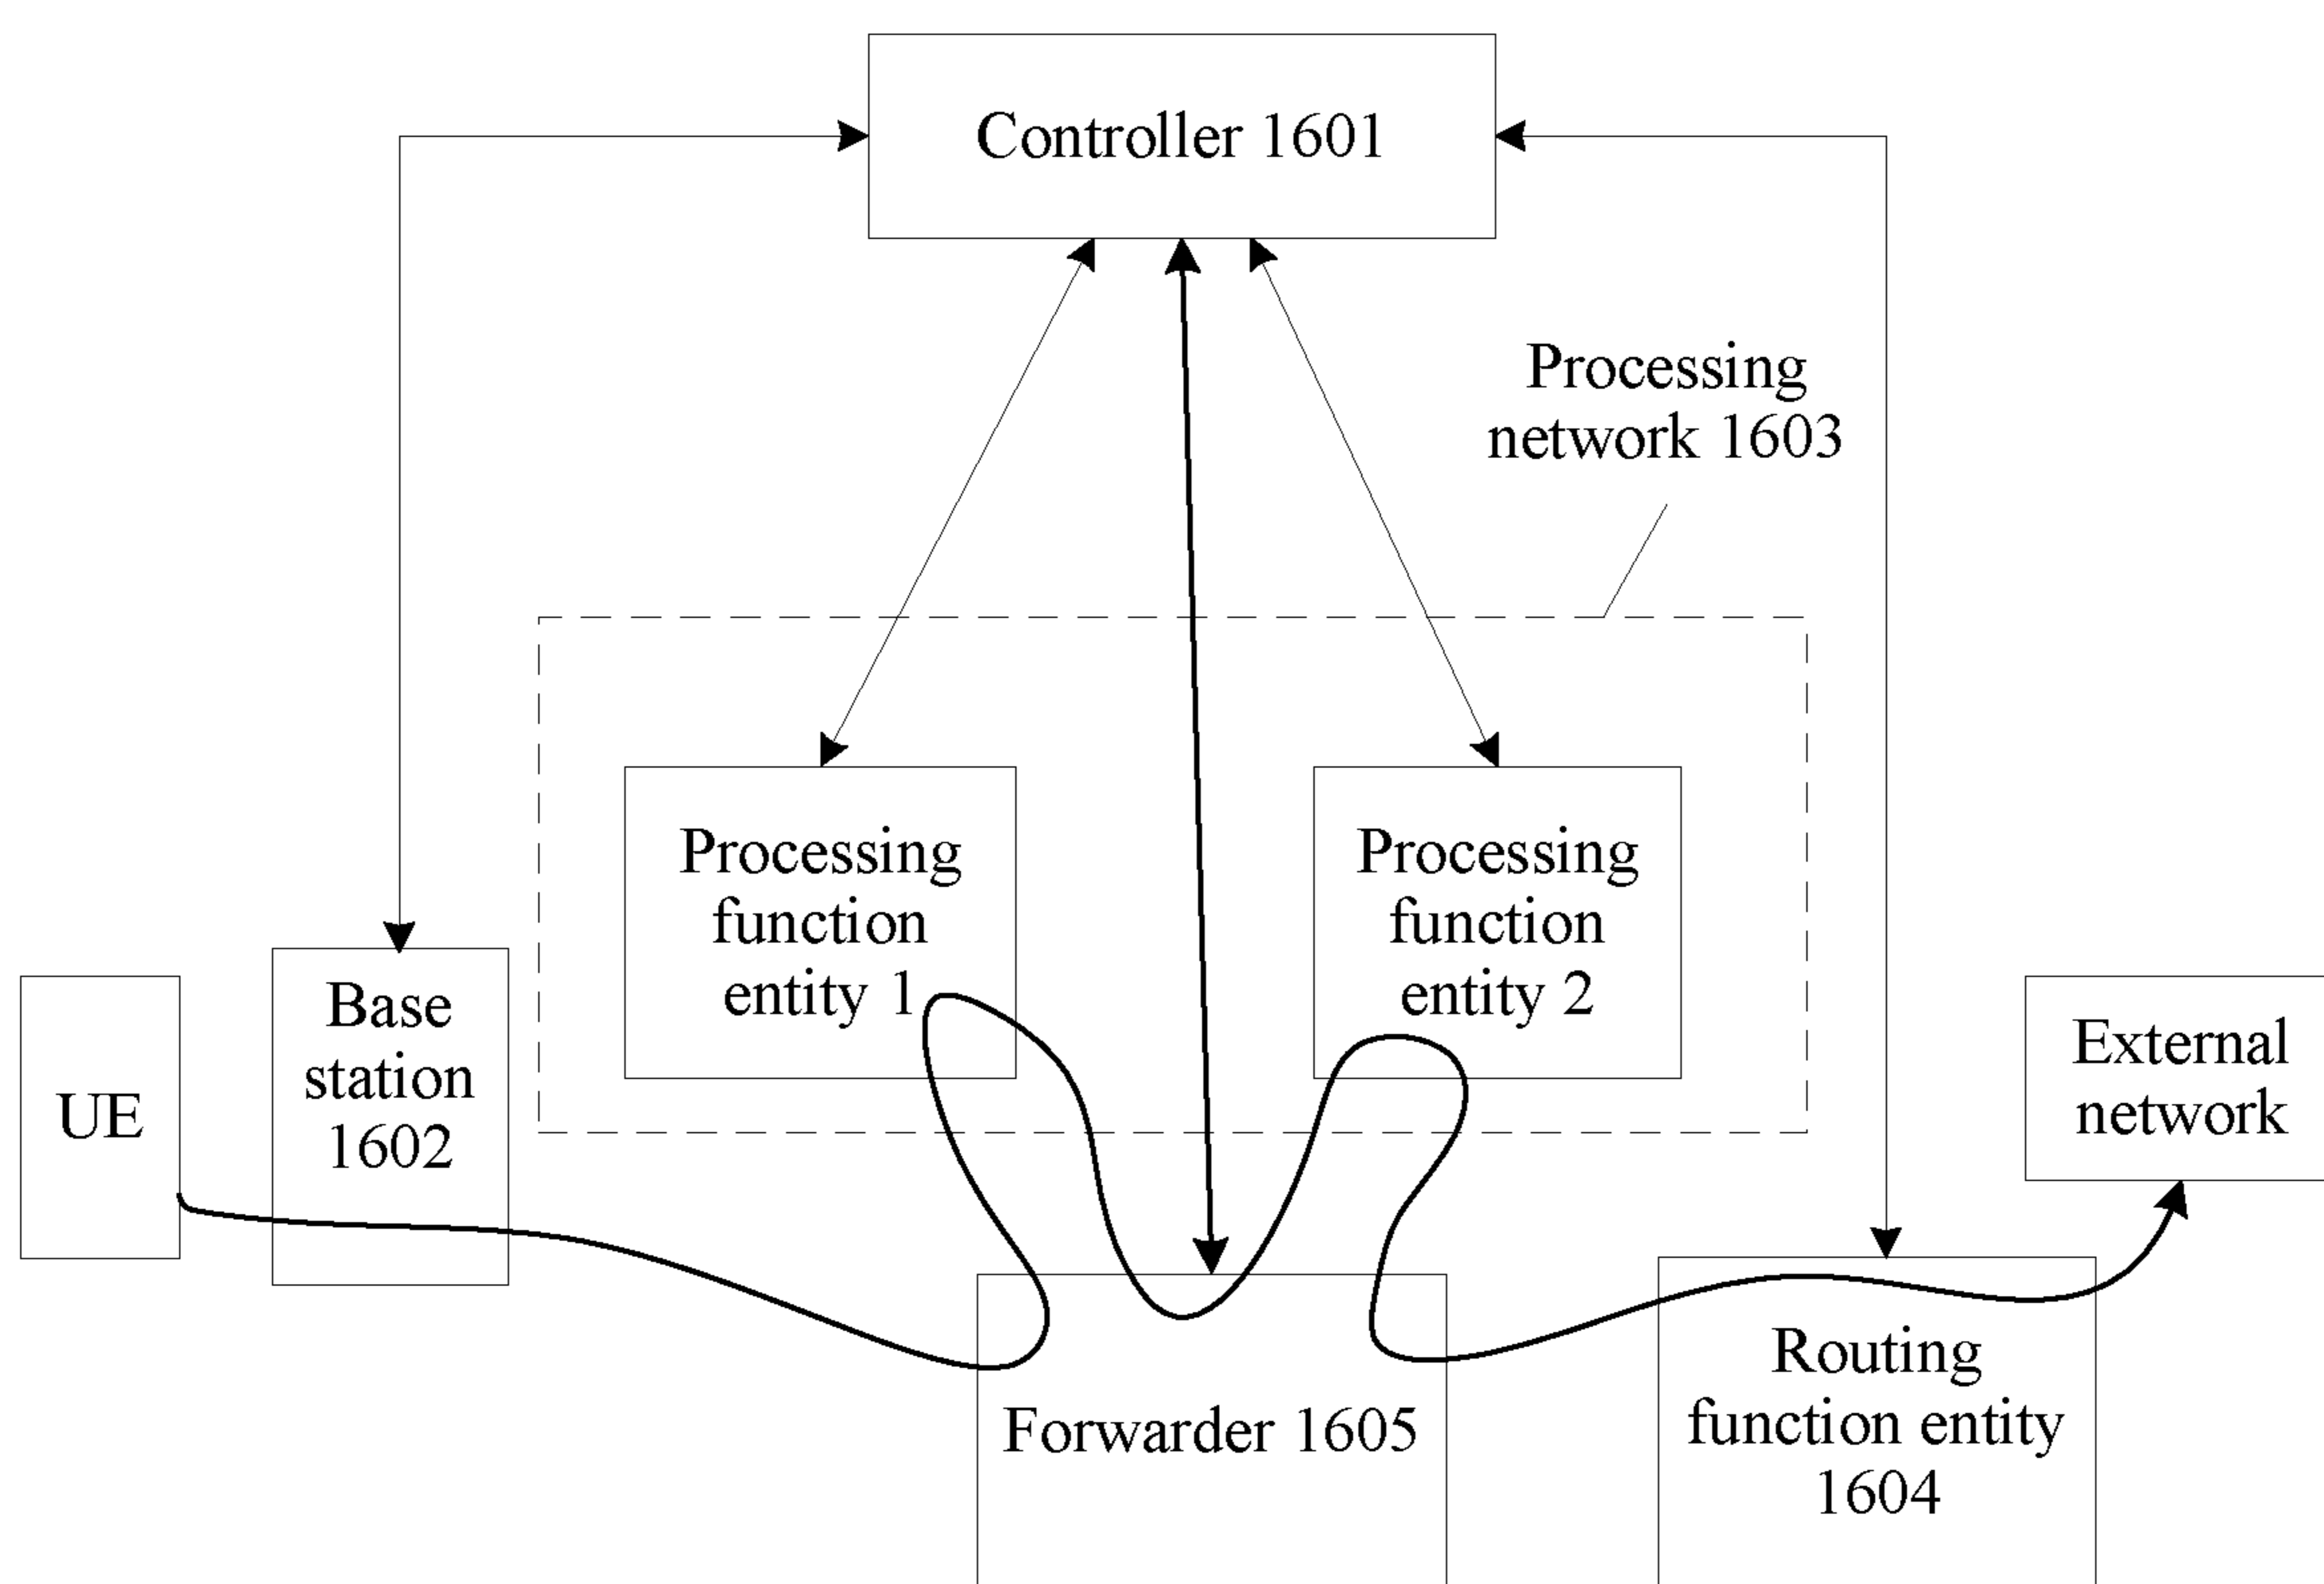 Controller 1601
Processing
network 1603
Processing
function
entity 1
Processing
function
entity 2
UE
Base
station
1602
External
network
Forwarder 1605
Routing
function entity
1604